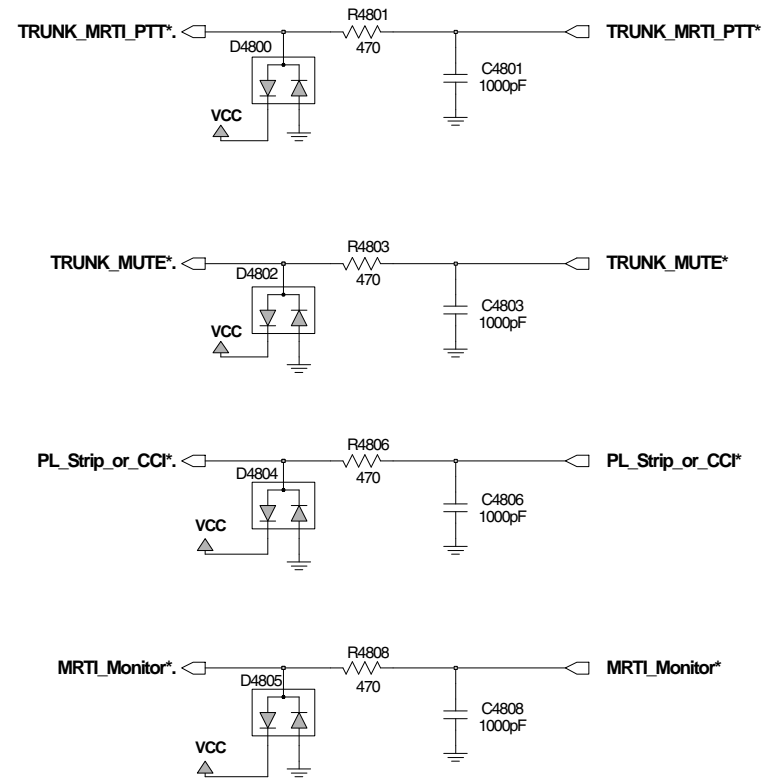 R4801
TRUNK_MRTI_PTT*. TRUNK_MRTI_PTT*
D4800 470
C4801
1000pF
VCC
R4803
TRUNK_MUTE*. TRUNK_MUTE*
D4802 470
C4803
1000pF
VCC
R4806
PL_Strip_or_CCI*. PL_Strip_or_CCI*
D4804 470
C4806
1000pF
VCC
R4808
MRTI_Monitor*. MRTI_Monitor*
D4805 470
C4808
1000pF
VCC